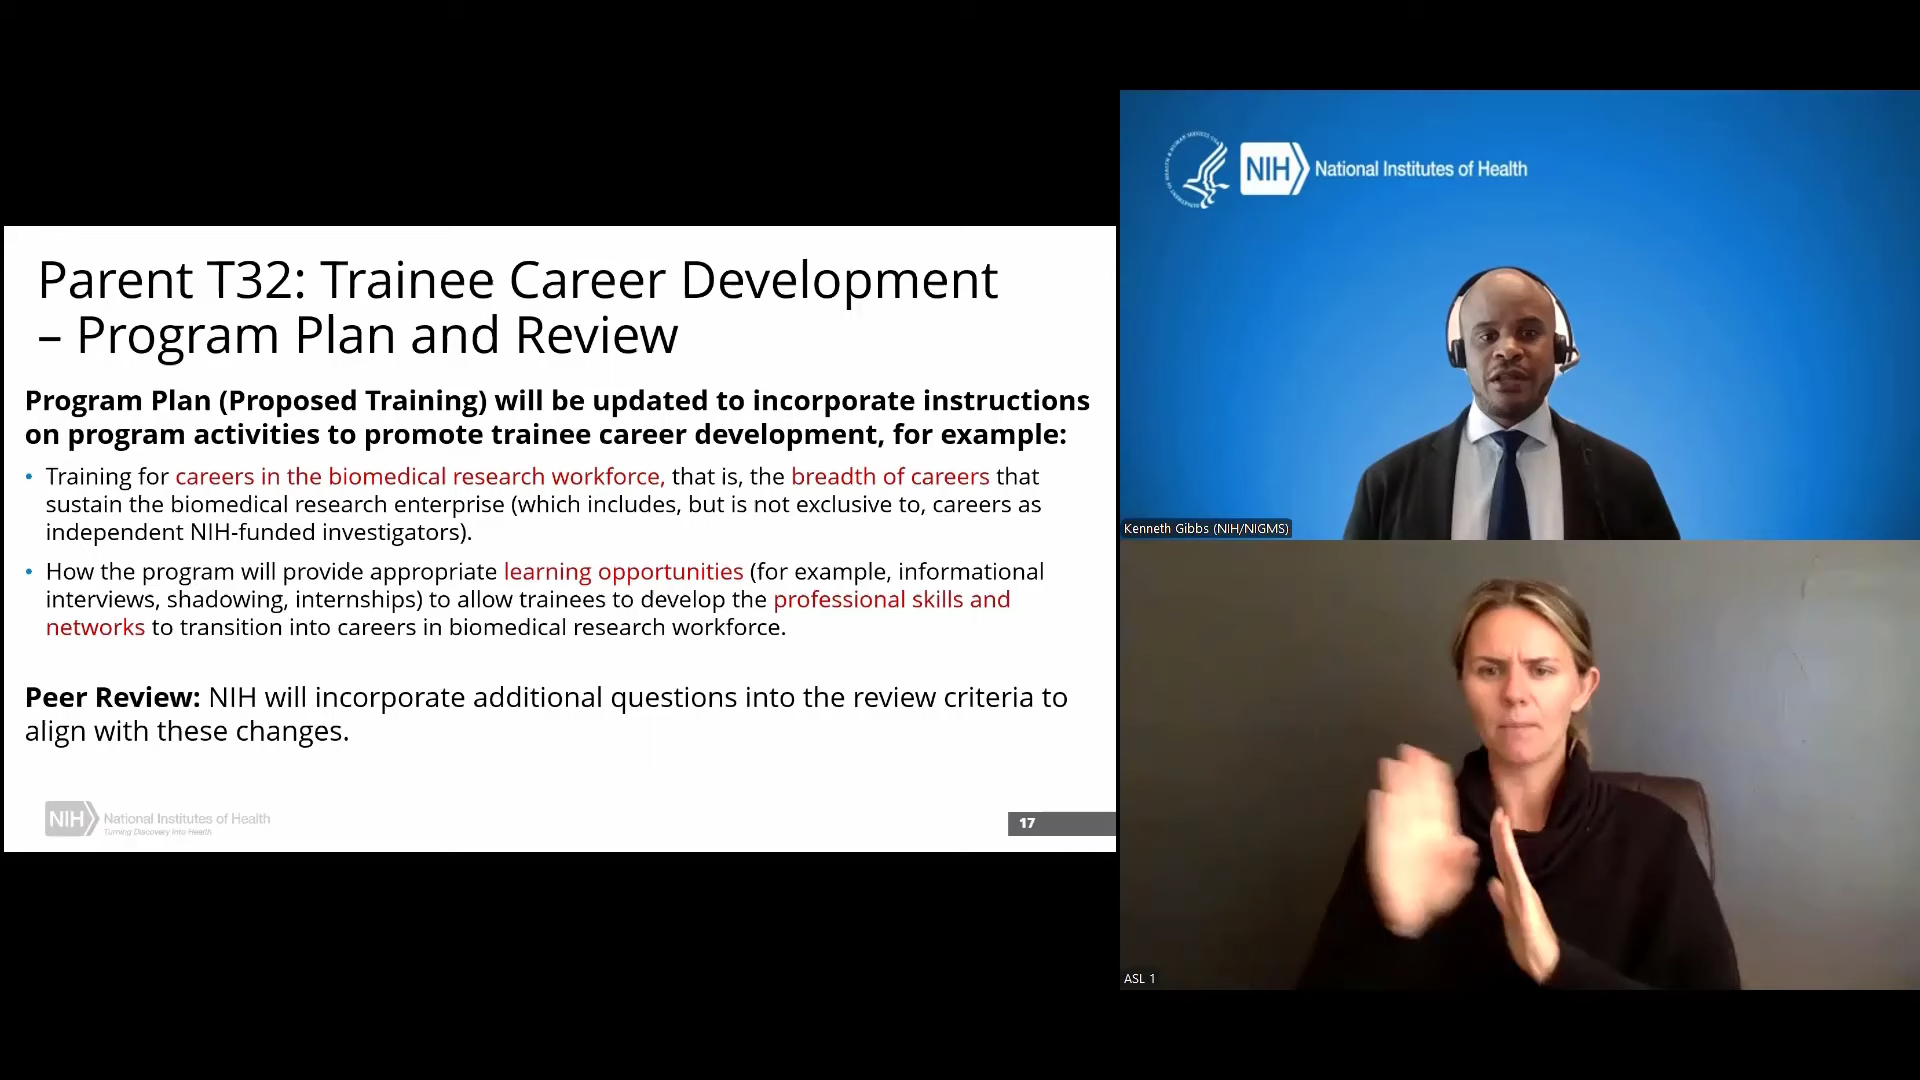 Parent T32: Trainee Career Development
– Program Plan and Review
Program Plan (Proposed Training) will be updated to incorporate instructions
on program activities to promote trainee career development, for example:
• Training for careers in the biomedical research workforce, that is, the breadth of careers that
sustain the biomedical research enterprise (which includes, but is not exclusive to, careers as
independent NIH-funded investigators).
• How the program will provide appropriate learning opportunities (for example, informational
interviews, shadowing, internships) to allow trainees to develop the professional skills and
networks to transition into careers in biomedical research workforce.
Peer Review: NIH will incorporate additional questions into the review criteria to
align with these changes.
NIH National Institutes of Health
Turning Discovery Into Health
17
NIH National Institutes of Health
Kenneth Gibbs (NIH/NIGMS)
ASL 1